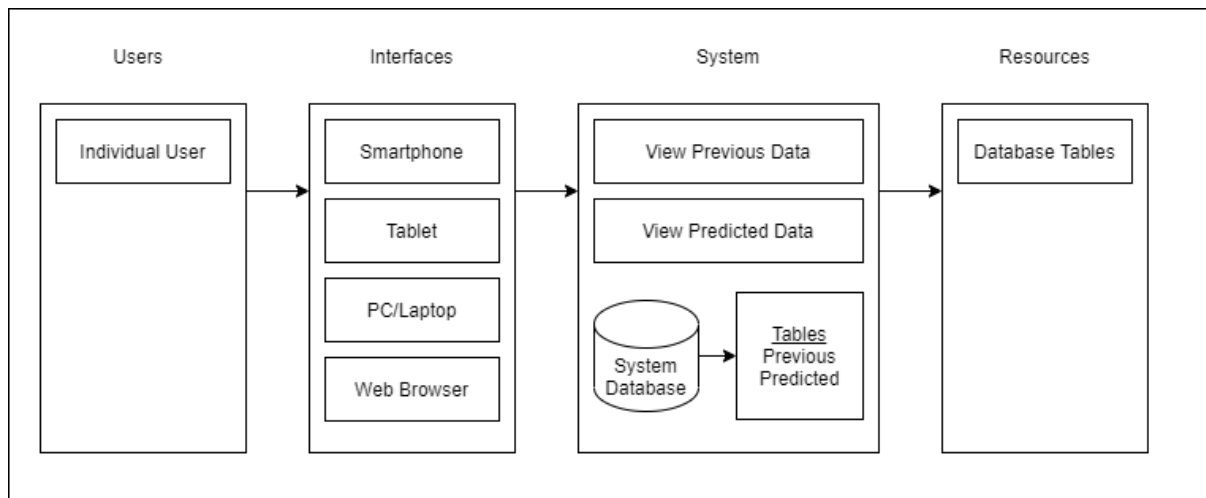 Users
Interfaces
System
Resources
Individual User
Smartphone
Tablet
PC/Laptop
Web Browser
View Previous Data
View Predicted Data
System
Database
Tables
Previous
Predicted
Database Tables